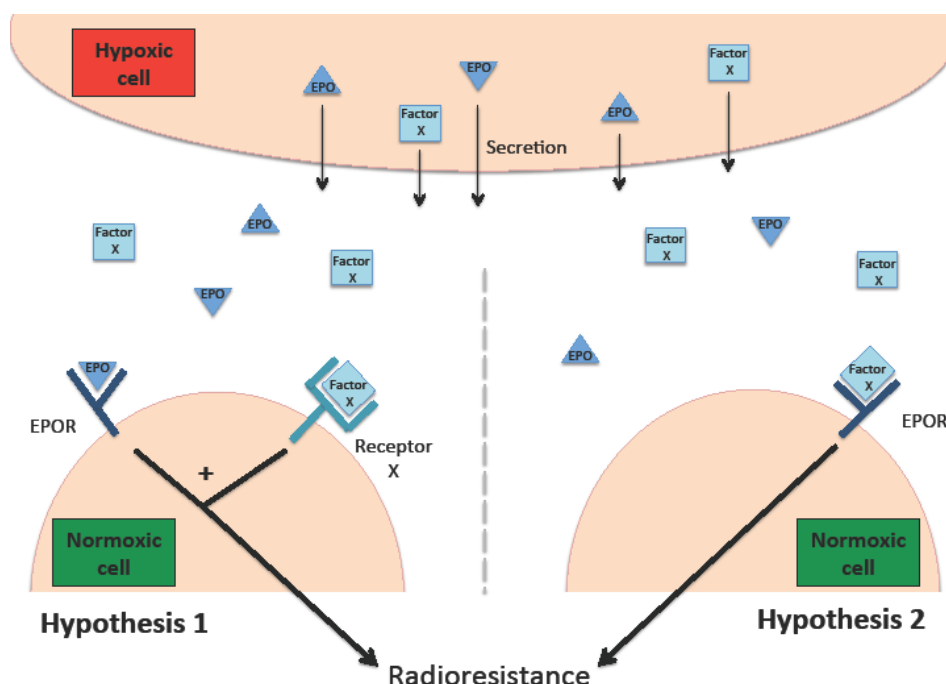 Hypoxic
cell
EPO
EPO
Factor
X
EPO
Factor
X
Secretion
Factor
X
EPO
Factor
X
EPO
Factor
X
EPO
Factor
X
EPO
EPO
Factor
X
EPOR
Receptor
X
+
EPO
Factor
X
EPOR
Normoxic
cell
Normoxic
cell
Hypothesis 1
Hypothesis 2
Radioresistance